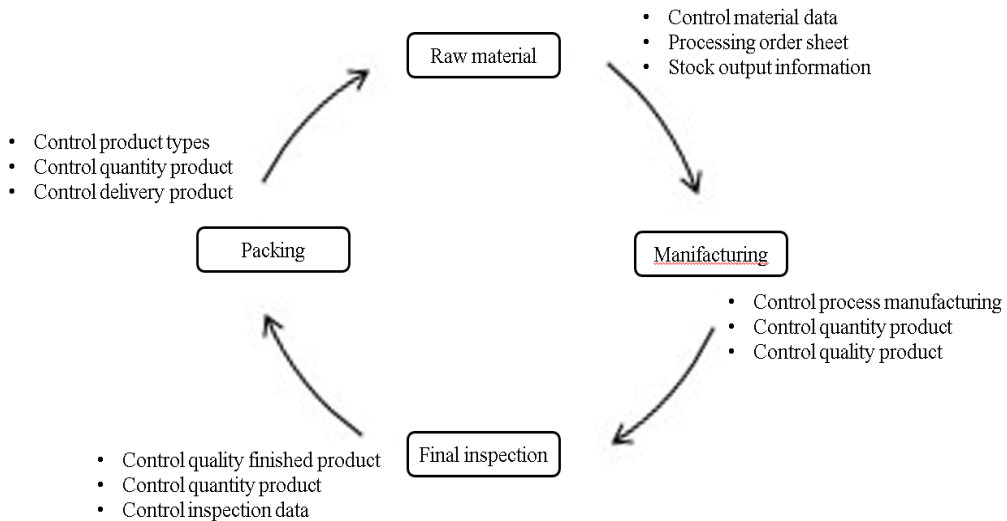 Raw material
• Control material data
• Processing order sheet
• Stock output information
Manifacturing
• Control process manufacturing
• Control quantity product
• Control quality product
Final inspection
• Control quality finished product
• Control quantity product
• Control inspection data
Packing
• Control product types
• Control quantity product
• Control delivery product